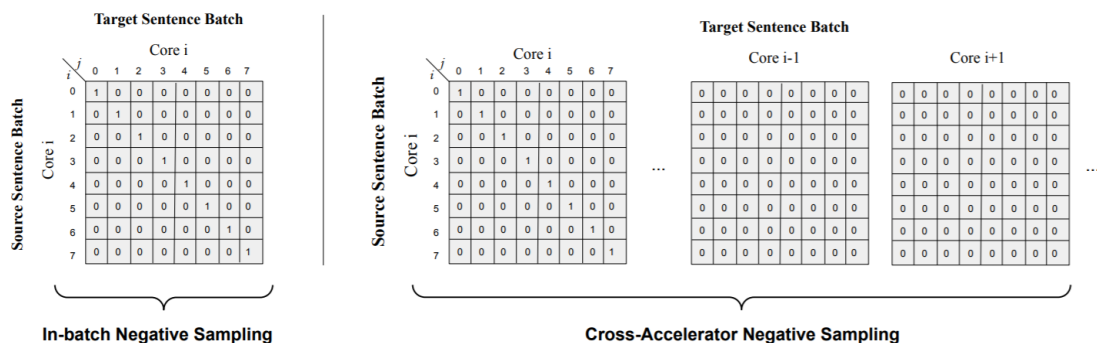 Target Sentence Batch
Core i
j
i
0 1 2 3 4 5 6 7
Source Sentence Batch
Core i
0 1 0 0 0 0 0 0 0
1 0 1 0 0 0 0 0 0
2 0 0 1 0 0 0 0 0
3 0 0 0 1 0 0 0 0
4 0 0 0 0 1 0 0 0
5 0 0 0 0 0 1 0 0
6 0 0 0 0 0 0 1 0
7 0 0 0 0 0 0 0 1
In-batch Negative Sampling
Target Sentence Batch
Core i
j
i
0 1 2 3 4 5 6 7
Source Sentence Batch
Core i
0 1 0 0 0 0 0 0 0
1 0 1 0 0 0 0 0 0
2 0 0 1 0 0 0 0 0
3 0 0 0 1 0 0 0 0
4 0 0 0 0 1 0 0 0
5 0 0 0 0 0 1 0 0
6 0 0 0 0 0 0 1 0
7 0 0 0 0 0 0 0 1
...
Core i-1
0 0 0 0 0 0 0 0
0 0 0 0 0 0 0 0
0 0 0 0 0 0 0 0
0 0 0 0 0 0 0 0
0 0 0 0 0 0 0 0
0 0 0 0 0 0 0 0
0 0 0 0 0 0 0 0
0 0 0 0 0 0 0 0
Core i+1
0 0 0 0 0 0 0 0
0 0 0 0 0 0 0 0
0 0 0 0 0 0 0 0
0 0 0 0 0 0 0 0
0 0 0 0 0 0 0 0
0 0 0 0 0 0 0 0
0 0 0 0 0 0 0 0
0 0 0 0 0 0 0 0
...
Cross-Accelerator Negative Sampling